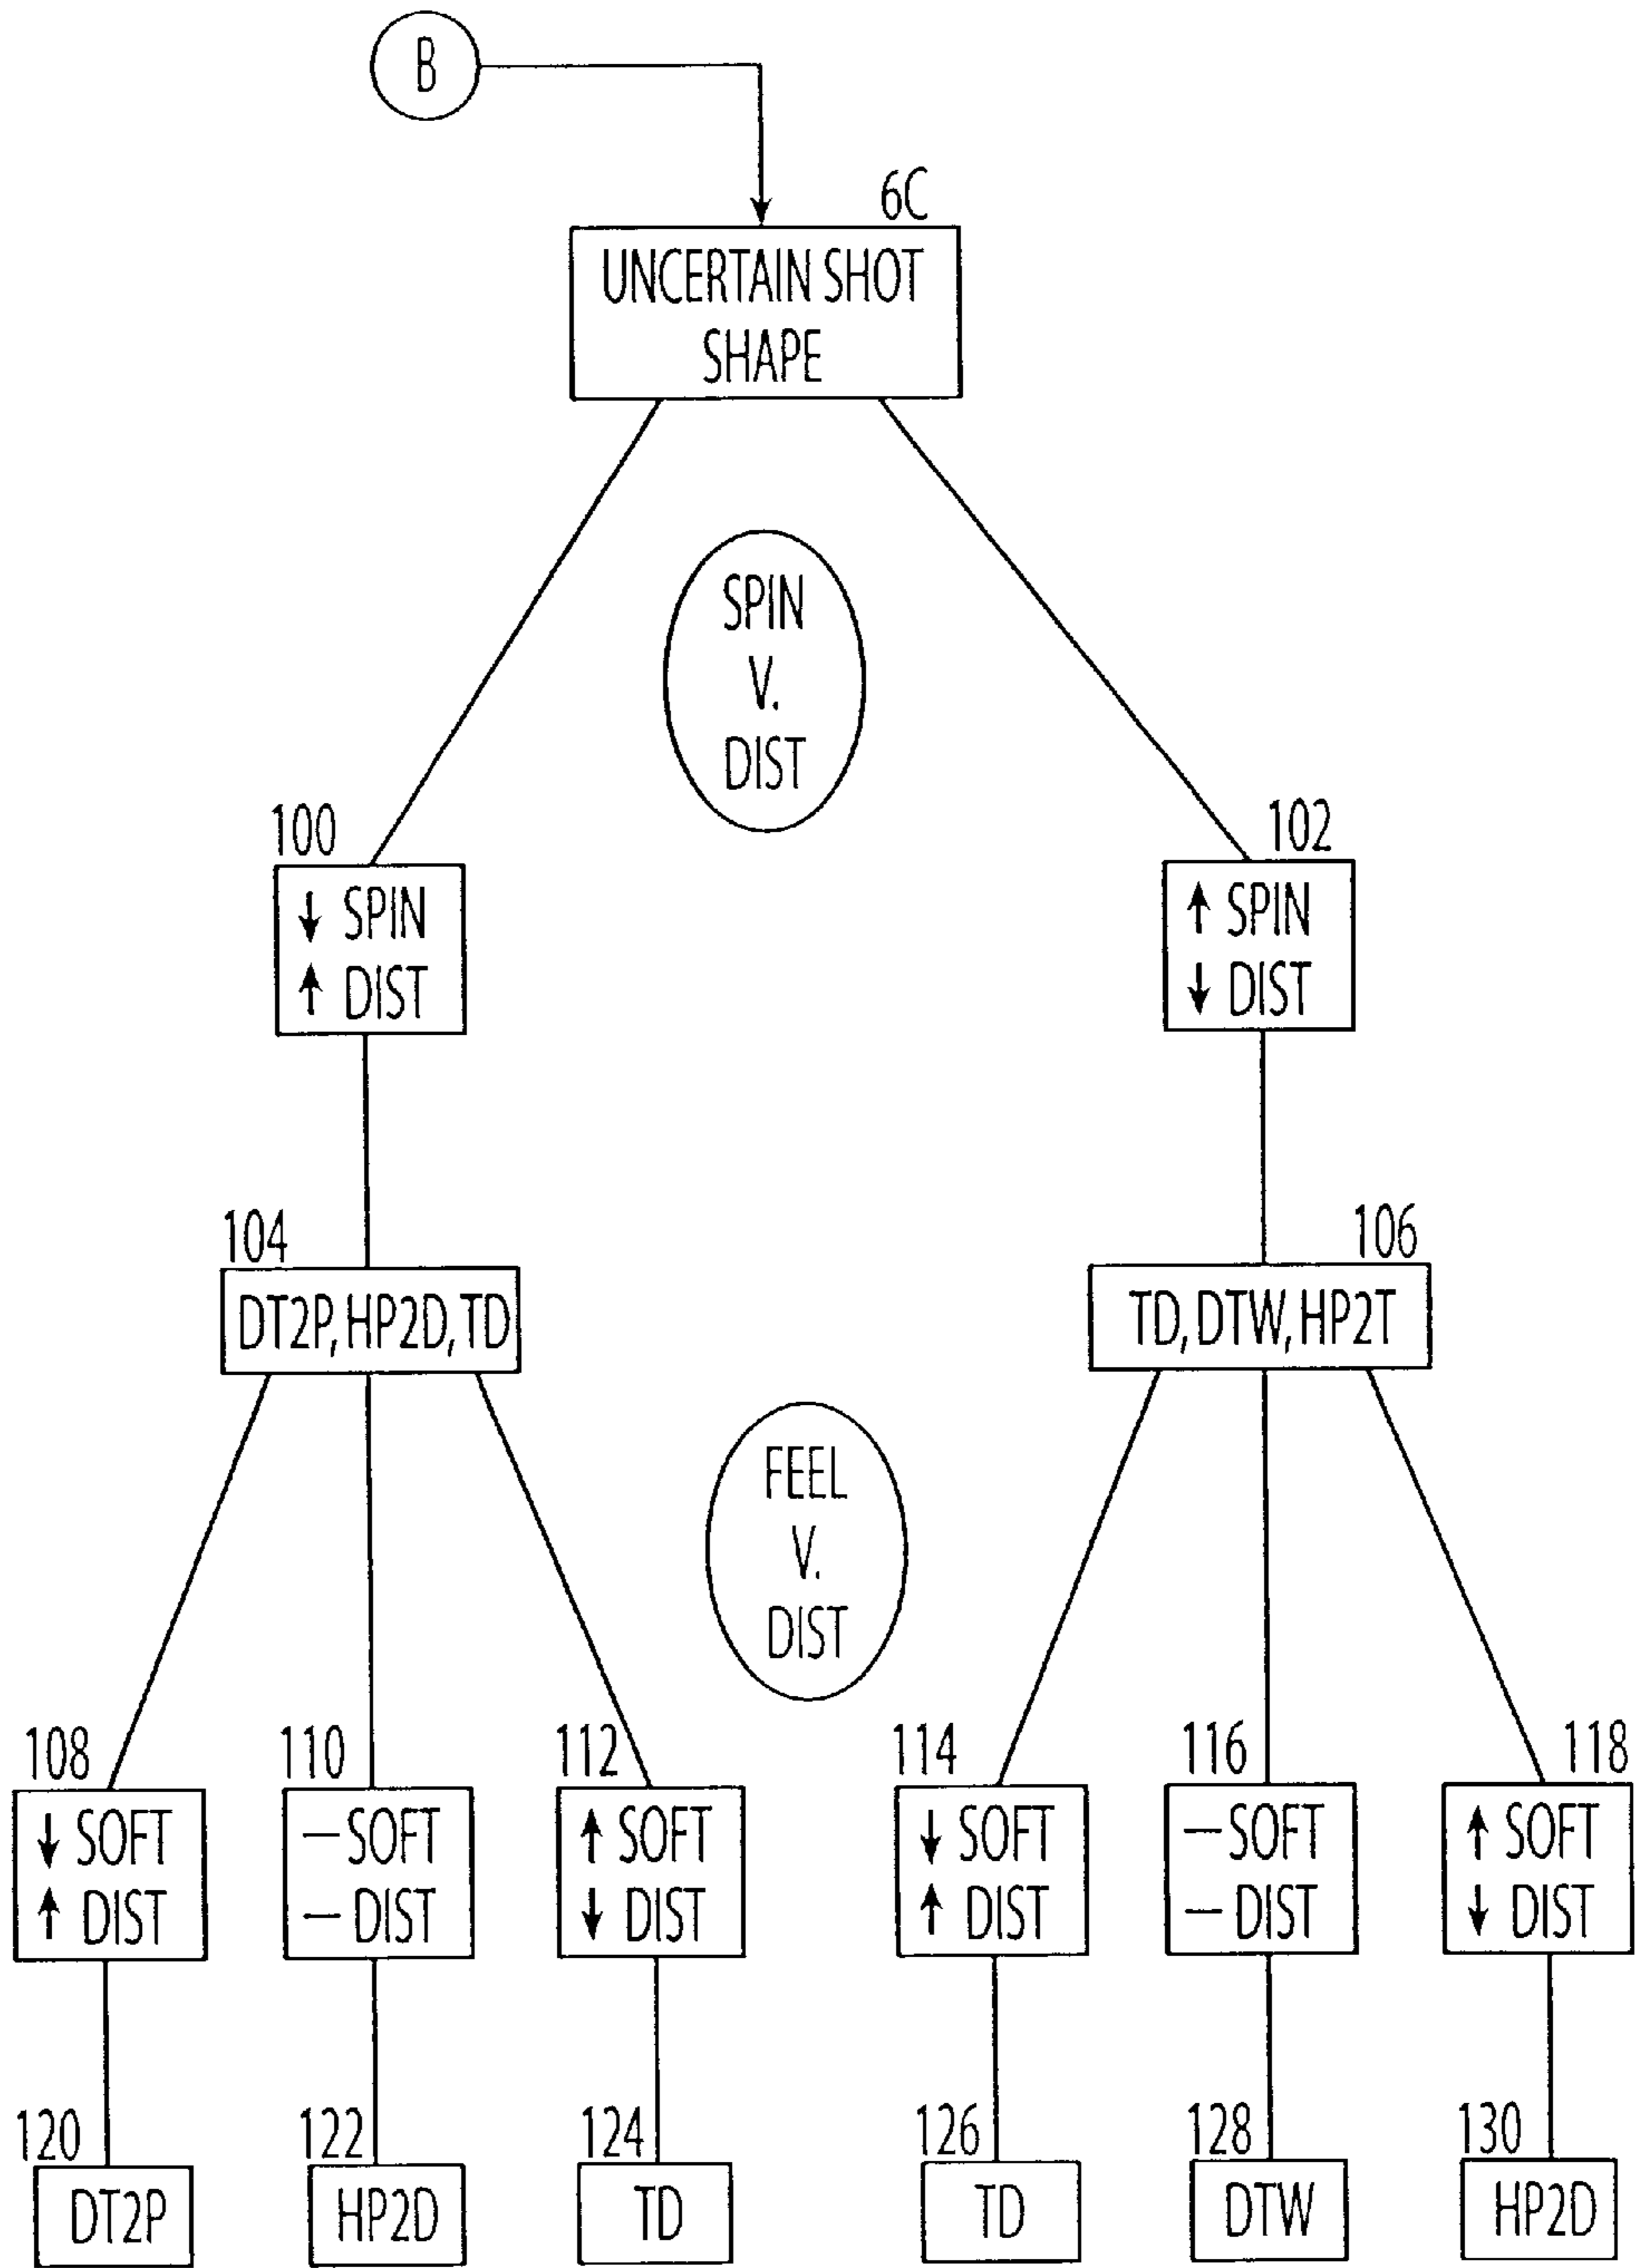 B
6C
UNCERTAIN SHOT
SHAPE
SPIN
V.
DIST
100
↓ SPIN
↑ DIST
102
↑ SPIN
↓ DIST
104
DT2P, HP2D, TD
106
TD, DTW, HP2T
FEEL
V.
DIST
108
↓ SOFT
↑ DIST
110
— SOFT
— DIST
112
↑ SOFT
↓ DIST
114
↓ SOFT
↑ DIST
116
— SOFT
— DIST
118
↑ SOFT
↓ DIST
120
DT2P
122
HP2D
124
TD
126
TD
128
DTW
130
HP2D